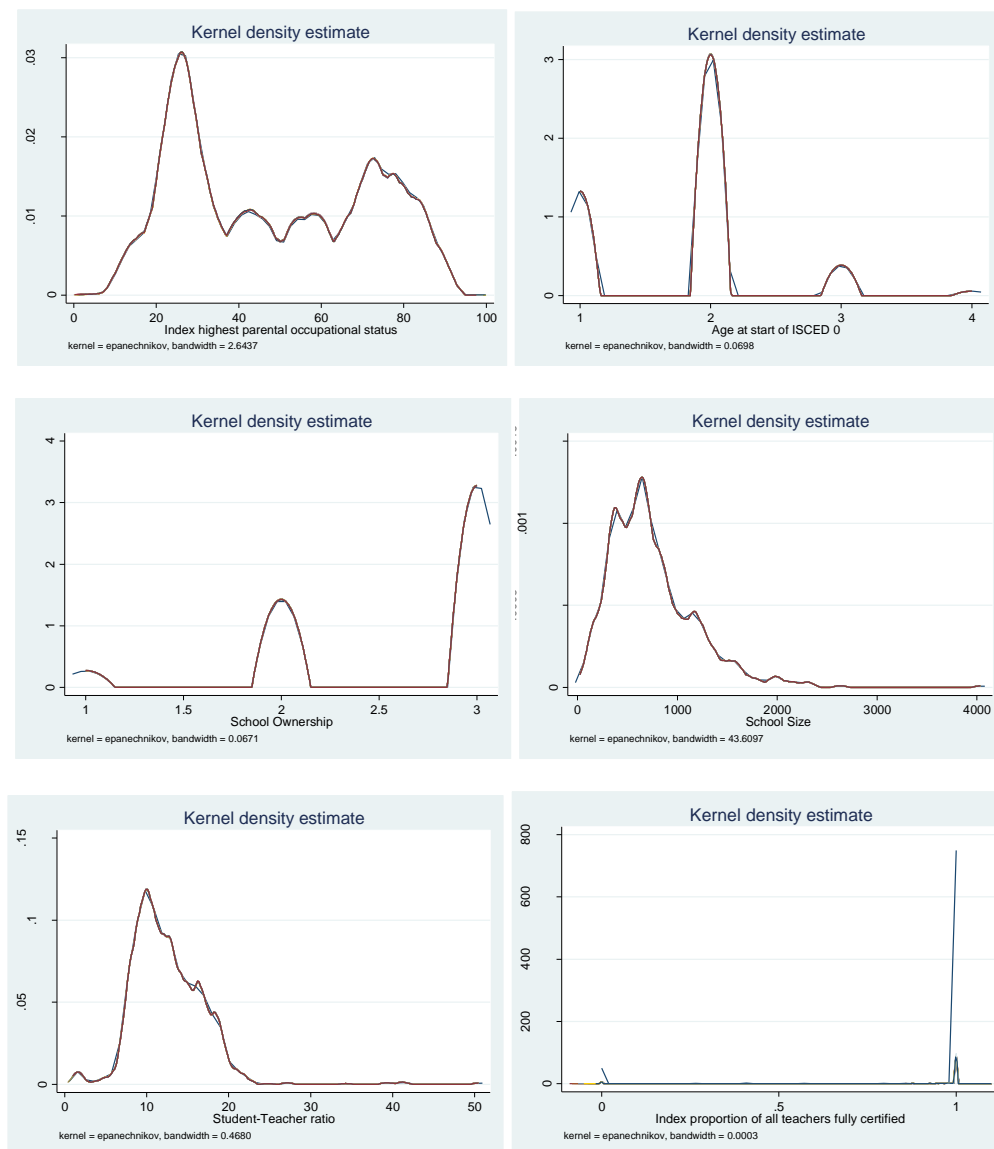 Kernel density estimate
.03
.02
.01
0
0 20 40 60 80 100
Index highest parental occupational status
kernel = epanechnikov, bandwidth = 2.6437
Kernel density estimate
3
2
1
0
1 2 3 4
Age at start of ISCED 0
kernel = epanechnikov, bandwidth = 0.0698
Kernel density estimate
4
3
2
1
0
1 1.5 2 2.5 3
School Ownership
kernel = epanechnikov, bandwidth = 0.0671
Kernel density estimate
.001
0
0 1000 2000 3000 4000
School Size
kernel = epanechnikov, bandwidth = 43.6097
Kernel density estimate
.15
.1
.05
0
0 10 20 30 40 50
Student-Teacher ratio
kernel = epanechnikov, bandwidth = 0.4680
Kernel density estimate
800
600
400
200
0
0 .5 1
Index proportion of all teachers fully certified
kernel = epanechnikov, bandwidth = 0.0003